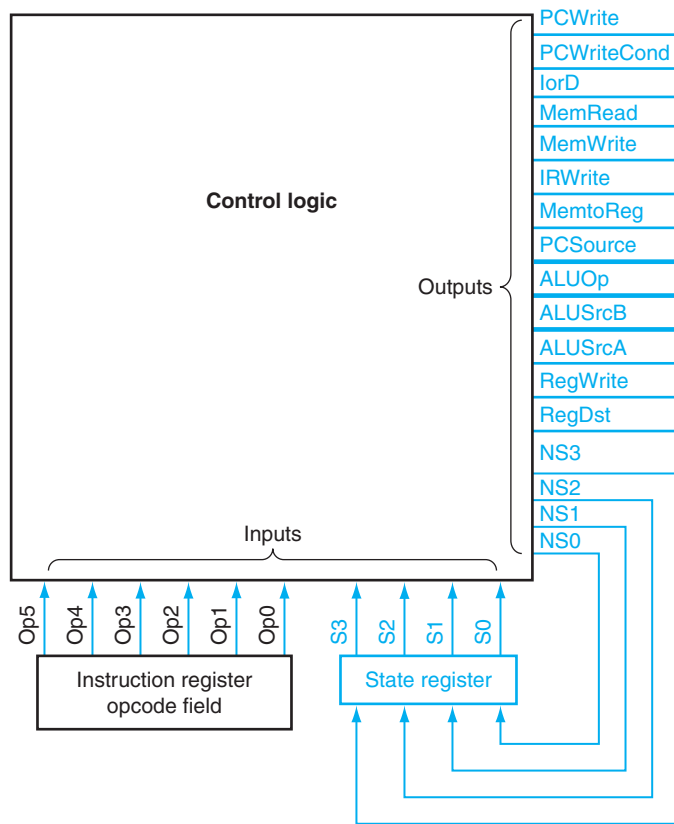 PCWrite
PCWriteCond
IorD
MemRead
MemWrite
IRWrite
Control logic
MemtoReg
PCSource
Outputs
ALUOp
ALUSrcB
ALUSrcA
RegWrite
RegDst
NS3
NS2
NS1
NS0
Inputs
Op5
Op4
Op3
Op2
Op1
Op0
S3
S2
S1
S0
Instruction register
opcode field
State register